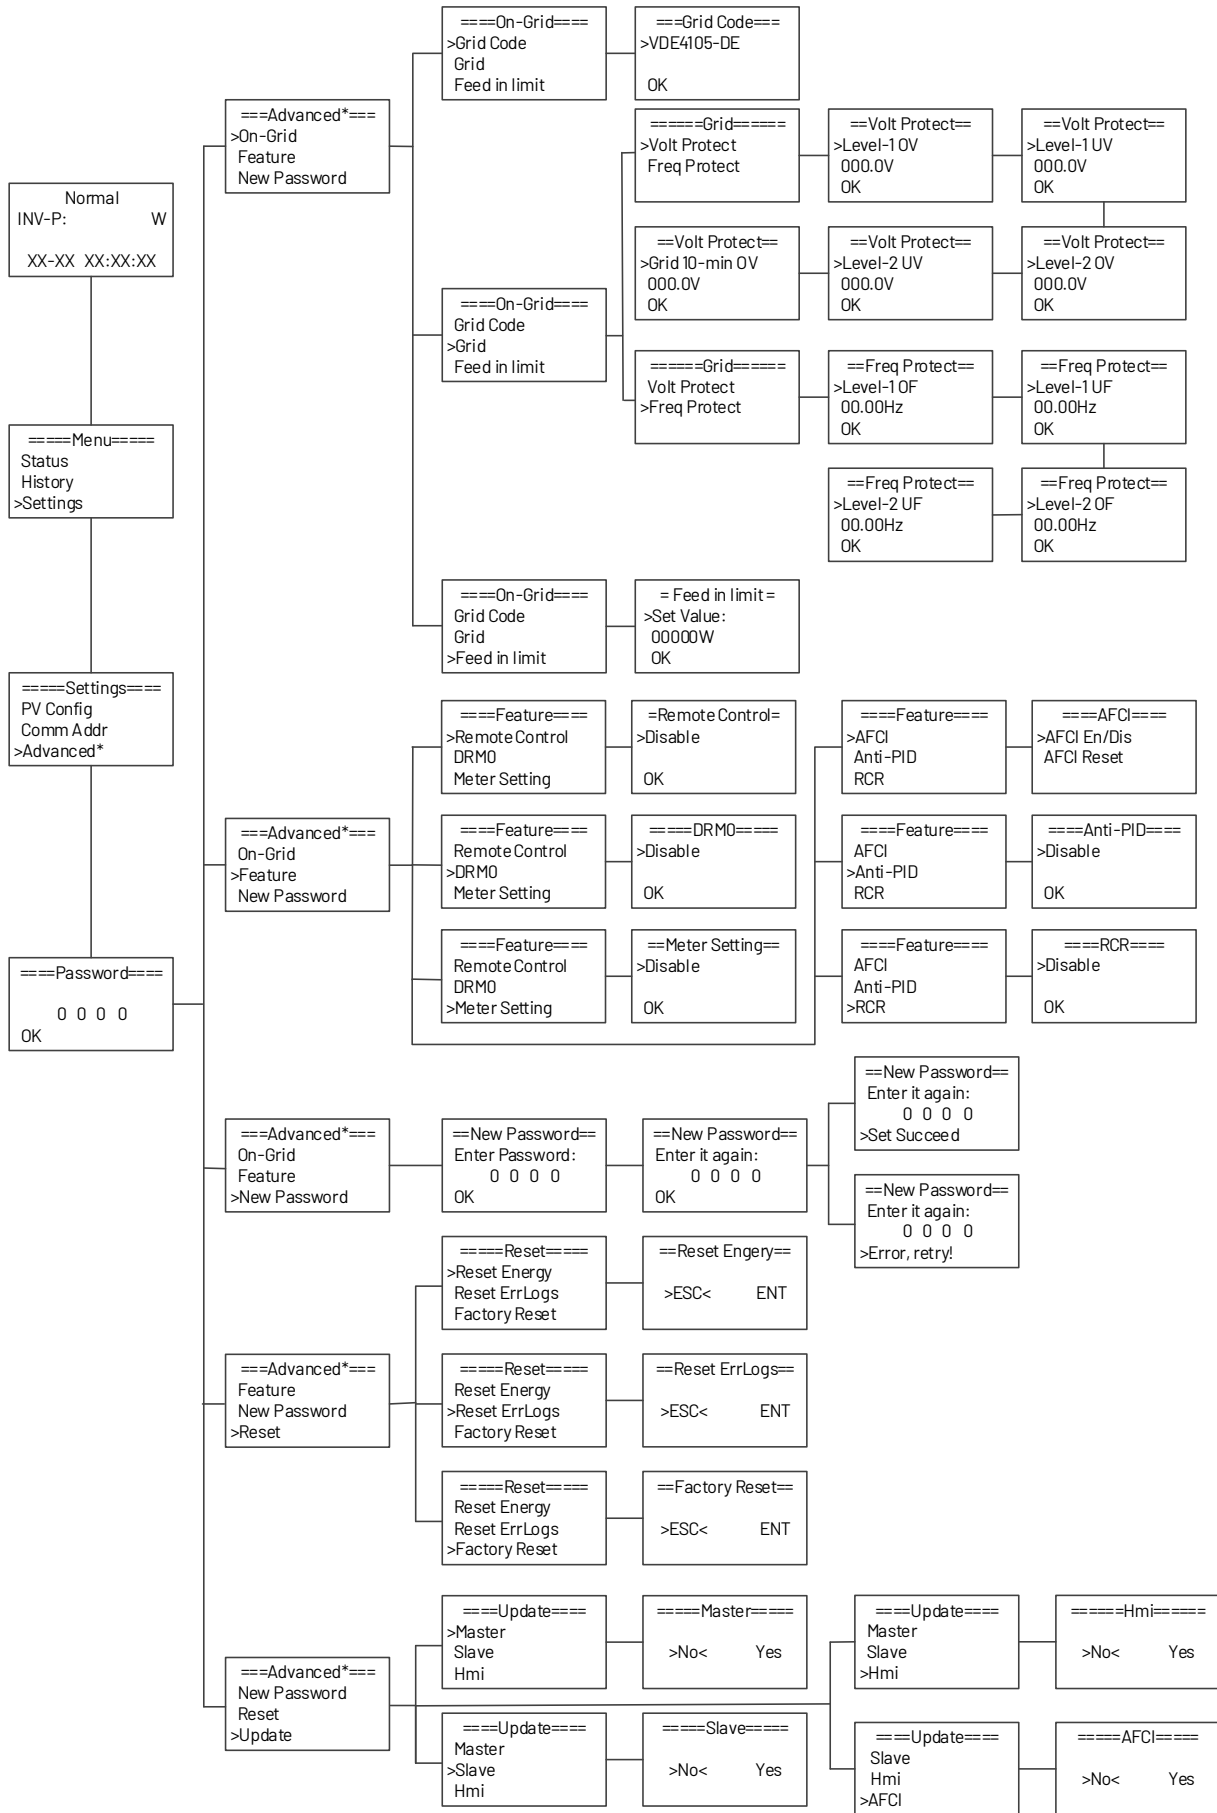 Normal
INV-P: W
XX-XX XX:XX:XX
=====Menu=====
Status
History
>Settings
=====Settings====
PV Config
Comm Addr
>Advanced*
====Password====
0 0 0 0
OK
===Advanced*===
>On-Grid
Feature
New Password
====On-Grid====
>Grid Code
Grid
Feed in limit
===Grid Code===
>VDE4105-DE
OK
====On-Grid====
Grid Code
>Grid
Feed in limit
======Grid======
>Volt Protect
Freq Protect
==Volt Protect==
>Level-1 OV
000.0V
OK
==Volt Protect==
>Level-1 UV
000.0V
OK
==Volt Protect==
>Grid 10-min OV
000.0V
OK
==Volt Protect==
>Level-2 UV
000.0V
OK
==Volt Protect==
>Level-2 OV
000.0V
OK
======Grid======
Volt Protect
>Freq Protect
==Freq Protect==
>Level-1 OF
00.00Hz
OK
==Freq Protect==
>Level-1 UF
00.00Hz
OK
==Freq Protect==
>Level-2 UF
00.00Hz
OK
==Freq Protect==
>Level-2 OF
00.00Hz
OK
====On-Grid====
Grid Code
Grid
>Feed in limit
= Feed in limit =
>Set Value:
00000W
OK
===Advanced*===
On-Grid
>Feature
New Password
====Feature====
>Remote Control
DRM0
Meter Setting
=Remote Control=
>Disable
OK
====Feature====
Remote Control
>DRM0
Meter Setting
=====DRM0=====
>Disable
OK
====Feature====
Remote Control
DRM0
>Meter Setting
==Meter Setting==
>Disable
OK
====Feature====
>AFCI
Anti-PID
RCR
====AFCI====
>AFCI En/Dis
AFCI Reset
====Feature====
AFCI
>Anti-PID
RCR
====Anti-PID====
>Disable
OK
====Feature====
AFCI
Anti-PID
>RCR
====RCR====
>Disable
OK
===Advanced*===
On-Grid
Feature
>New Password
==New Password==
Enter Password:
0 0 0 0
OK
==New Password==
Enter it again:
0 0 0 0
OK
==New Password==
Enter it again:
0 0 0 0
>Set Succeed
==New Password==
Enter it again:
0 0 0 0
>Error, retry!
===Advanced*===
Feature
New Password
>Reset
=====Reset=====
>Reset Energy
Reset ErrLogs
Factory Reset
==Reset Engery==
>ESC< ENT
=====Reset=====
Reset Energy
>Reset ErrLogs
Factory Reset
==Reset ErrLogs==
>ESC< ENT
=====Reset=====
Reset Energy
Reset ErrLogs
>Factory Reset
==Factory Reset==
>ESC< ENT
===Advanced*===
New Password
Reset
>Update
====Update====
>Master
Slave
Hmi
=====Master=====
>No< Yes
====Update====
Master
>Slave
Hmi
=====Slave=====
>No< Yes
====Update====
Master
Slave
>Hmi
======Hmi======
>No< Yes
====Update====
Slave
Hmi
>AFCI
=====AFCI=====
>No< Yes